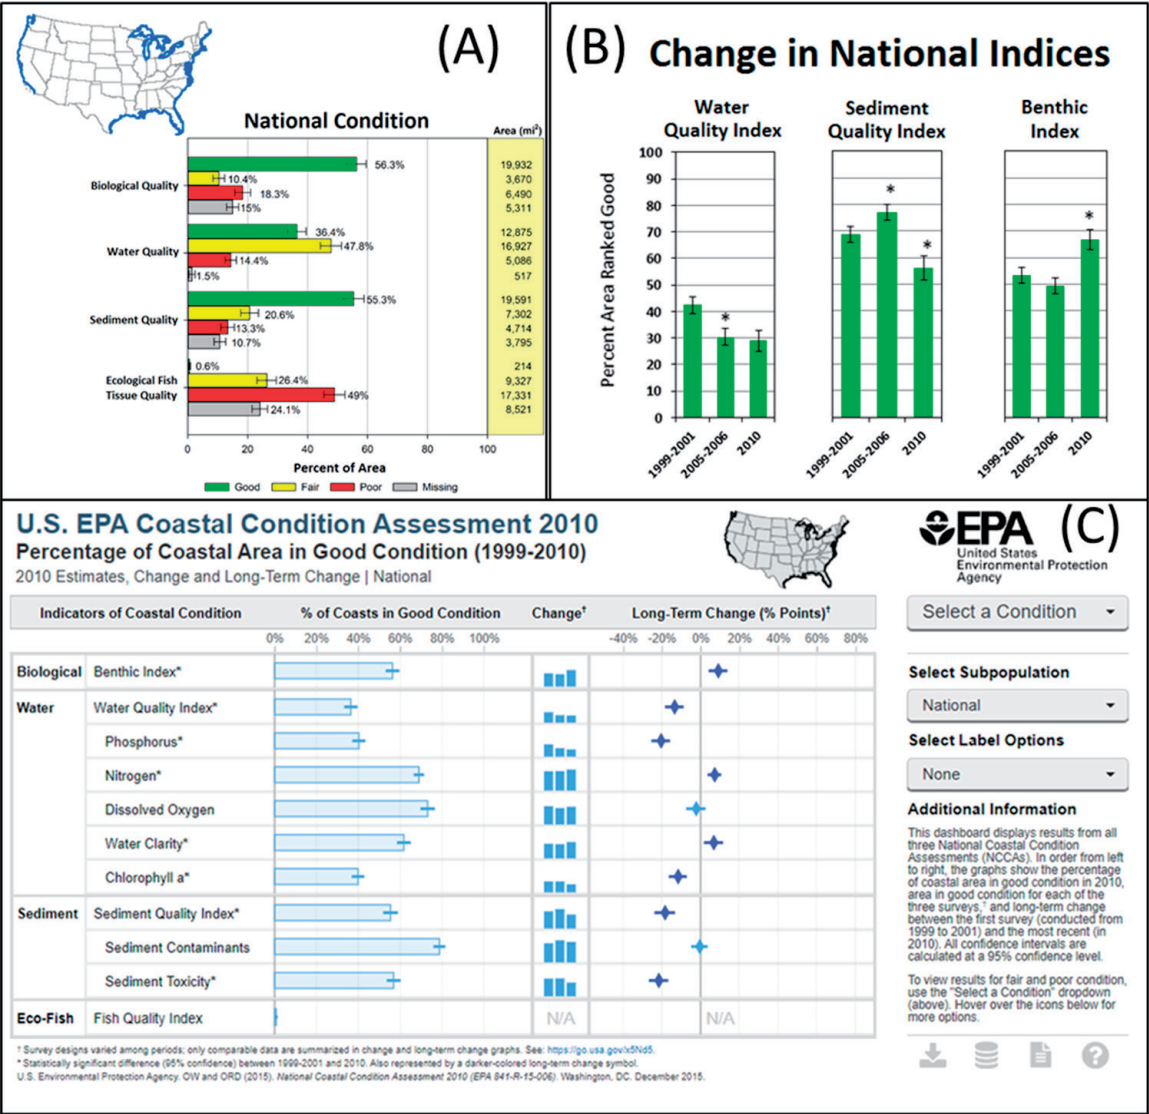 (A)
National Condition
Area (mi²)
Biological Quality
56.3%
19,932
10.4%
3,670
18.3%
6,490
15%
5,311
Water Quality
36.4%
12,875
47.8%
16,927
14.4%
5,086
1.5%
517
Sediment Quality
55.3%
19,591
20.6%
7,302
13.3%
4,714
10.7%
3,795
Ecological Fish
Tissue Quality
0.6%
214
26.4%
9,327
49%
17,331
24.1%
8,521
0 20 40 60 80 100
Percent of Area
Good Fair Poor Missing
(B)
Change in National Indices
Water
Quality Index
Sediment
Quality Index
Benthic
Index
Percent Area Ranked Good
100
90
80
70
60
50
40
30
20
10
0
*
* *
*
1999-2001 2005-2006 2010
1999-2001 2005-2006 2010
1999-2001 2005-2006 2010
U.S. EPA Coastal Condition Assessment 2010
Percentage of Coastal Area in Good Condition (1999-2010)
2010 Estimates, Change and Long-Term Change | National
EPA
(C)
United States
Environmental Protection
Agency
Indicators of Coastal Condition % of Coasts in Good Condition Change† Long-Term Change (% Points)†
0% 20% 40% 60% 80% 100% -40% -20% 0% 20% 40% 60% 80%
Biological Benthic Index*
Water Water Quality Index*
Phosphorus*
Nitrogen*
Dissolved Oxygen
Water Clarity*
Chlorophyll a*
Sediment Sediment Quality Index*
Sediment Contaminants
Sediment Toxicity*
Eco-Fish Fish Quality Index N/A N/A
† Survey designs varied among periods; only comparable data are summarized in change and long-term change graphs. See: https://go.usa.gov/x5Nd5.
* Statistically significant difference (95% confidence) between 1999-2001 and 2010. Also represented by a darker-colored long-term change symbol.
U.S. Environmental Protection Agency. OW and ORD (2015). National Coastal Condition Assessment 2010 (EPA 841-R-15-006). Washington, DC. December 2015.
Select a Condition
Select Subpopulation
National
Select Label Options
None
Additional Information
This dashboard displays results from all
three National Coastal Condition
Assessments (NCCAs). In order from left
to right, the graphs show the percentage
of coastal area in good condition in 2010,
area in good condition for each of the
three surveys,† and long-term change
between the first survey (conducted from
1999 to 2001) and the most recent (in
2010). All confidence intervals are
calculated at a 95% confidence level.
To view results for fair and poor condition,
use the "Select a Condition" dropdown
(above). Hover over the icons below for
more options.
?